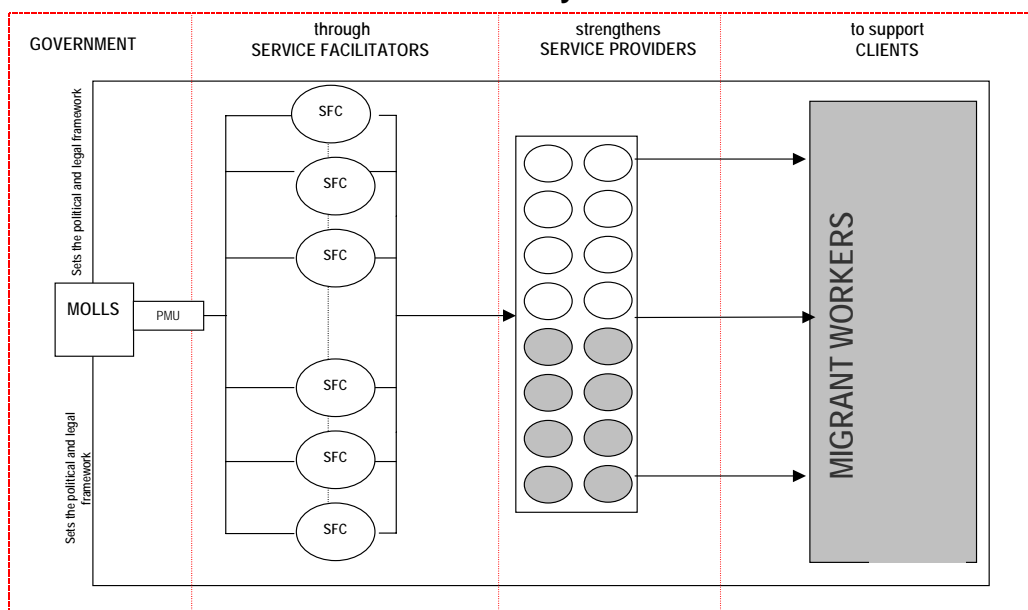 GOVERNMENT
through
SERVICE FACILITATORS
strengthens
SERVICE PROVIDERS
to support
CLIENTS
Sets the political and legal framework
SFC
SFC
SFC
MOLLS
PMU
SFC
SFC
SFC
Sets the political and legal
framework
MIGRANT WORKERS